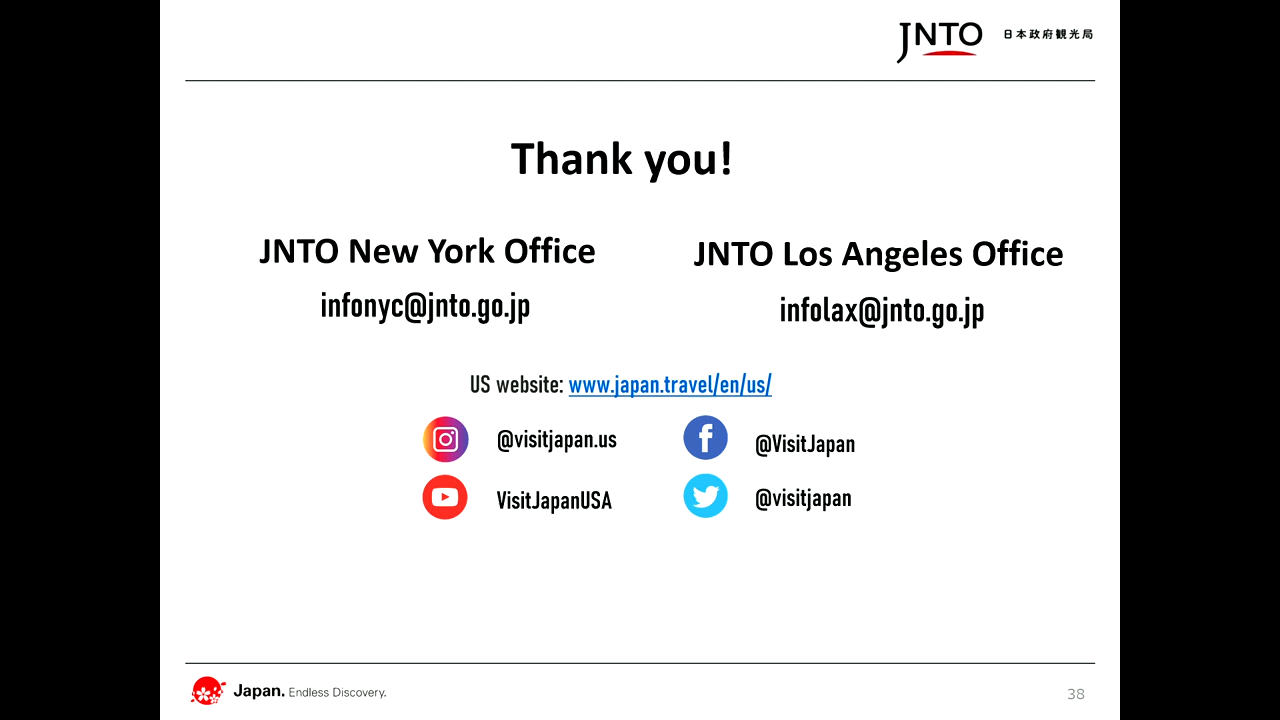 JNTO 日本政府観光局
Thank you!
JNTO New York Office
infonyc@jnto.go.jp
JNTO Los Angeles Office
infolax@jnto.go.jp
US website: www.japan.travel/en/us/
@visitjapan.us
@VisitJapan
VisitJapanUSA
@visitjapan
Japan. Endless Discovery.
38